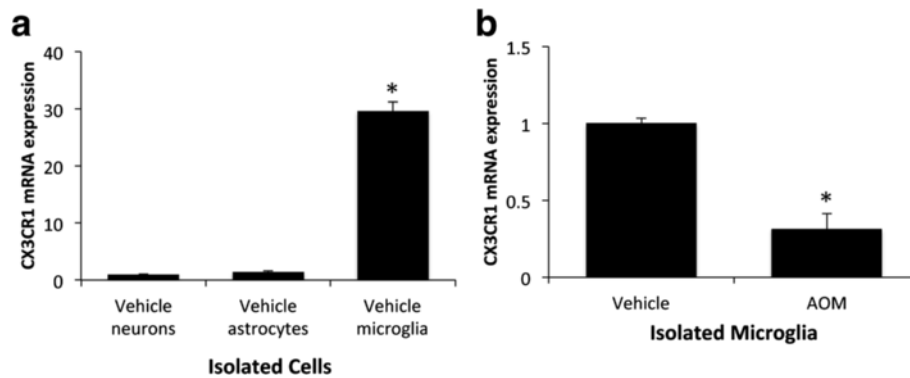 a
CX3CR1 mRNA expression
40
30
20
10
0
*
Vehicle
neurons
Vehicle
astrocytes
Vehicle
microglia
Isolated Cells
b
CX3CR1 mRNA expression
1.5
1
0.5
0
*
Vehicle
AOM
Isolated Microglia